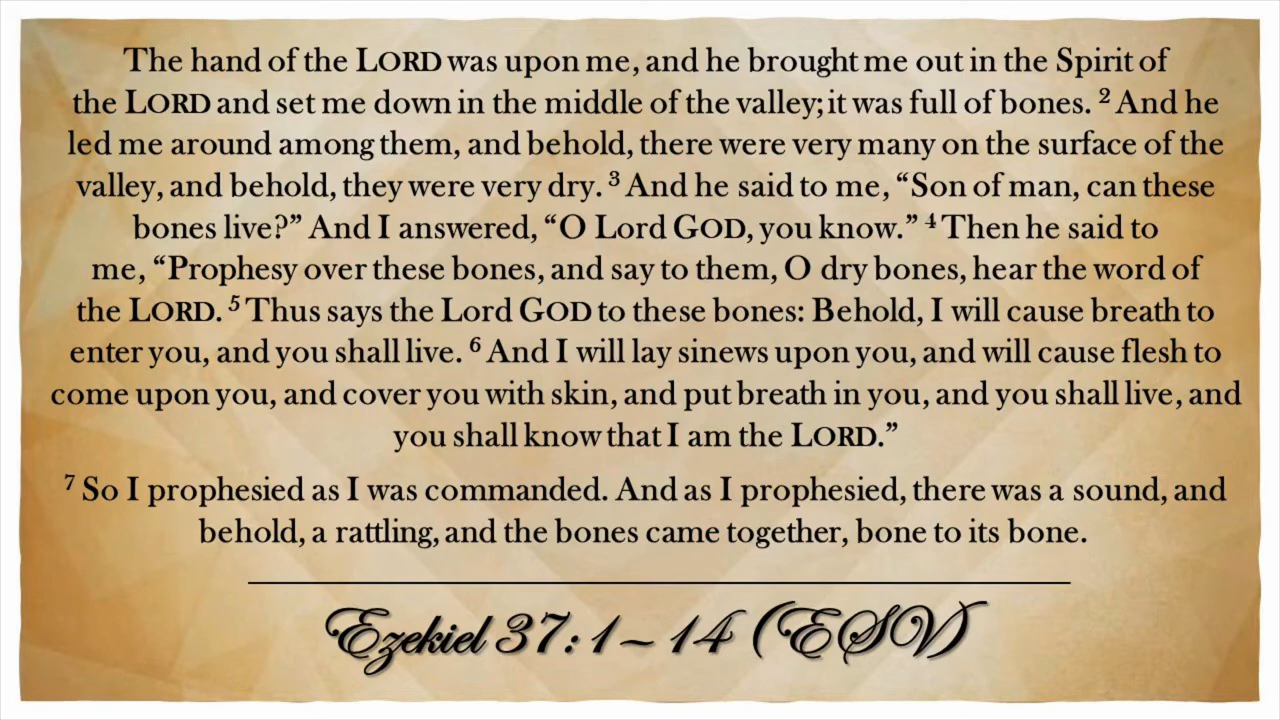 The hand of the LORD was upon me, and he brought me out in the Spirit of
the LORD and set me down in the middle of the valley; it was full of bones. ² And he
led me around among them, and behold, there were very many on the surface of the
valley, and behold, they were very dry. ³ And he said to me, “Son of man, can these
bones live?” And I answered, “O Lord GOD, you know.” ⁴ Then he said to
me, “Prophesy over these bones, and say to them, O dry bones, hear the word of
the LORD. ⁵ Thus says the Lord GOD to these bones: Behold, I will cause breath to
enter you, and you shall live. ⁶ And I will lay sinews upon you, and will cause flesh to
come upon you, and cover you with skin, and put breath in you, and you shall live, and
you shall know that I am the LORD.”
⁷ So I prophesied as I was commanded. And as I prophesied, there was a sound, and
behold, a rattling, and the bones came together, bone to its bone.
Ezekiel 37:1–14 (ESV)